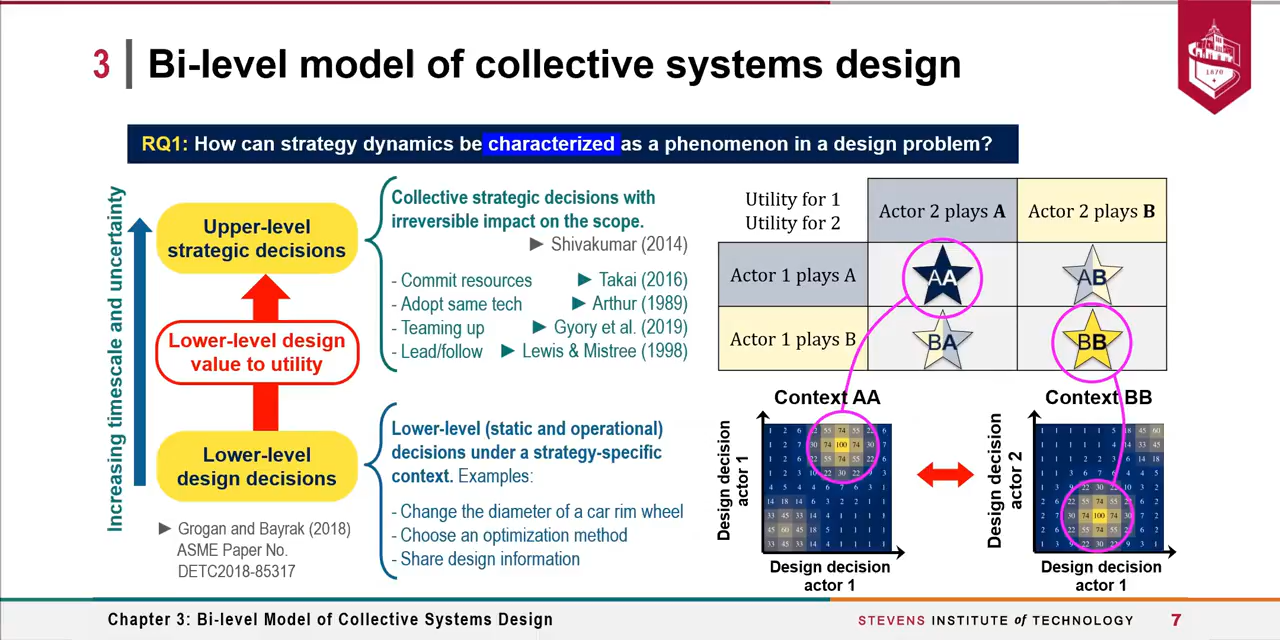 3 | Bi-level model of collective systems design
1870
RQ1: How can strategy dynamics be characterized as a phenomenon in a design problem?
Increasing timescale and uncertainty
Upper-level
strategic decisions
Lower-level design
value to utility
Lower-level
design decisions
► Grogan and Bayrak (2018)
ASME Paper No.
DETC2018-85317
Collective strategic decisions with
irreversible impact on the scope.
► Shivakumar (2014)
- Commit resources ► Takai (2016)
- Adopt same tech ► Arthur (1989)
- Teaming up ► Gyory et al. (2019)
- Lead/follow ► Lewis & Mistree (1998)
Lower-level (static and operational)
decisions under a strategy-specific
context. Examples:
- Change the diameter of a car rim wheel
- Choose an optimization method
- Share design information
Utility for 1
Utility for 2
Actor 2 plays A
Actor 2 plays B
Actor 1 plays A
AA
AB
Actor 1 plays B
BA
BB
Context AA
Design decision
actor 1
Design decision
actor 1
Context BB
Design decision
actor 2
Design decision
actor 1
Chapter 3: Bi-level Model of Collective Systems Design
STEVENS INSTITUTE of TECHNOLOGY
7